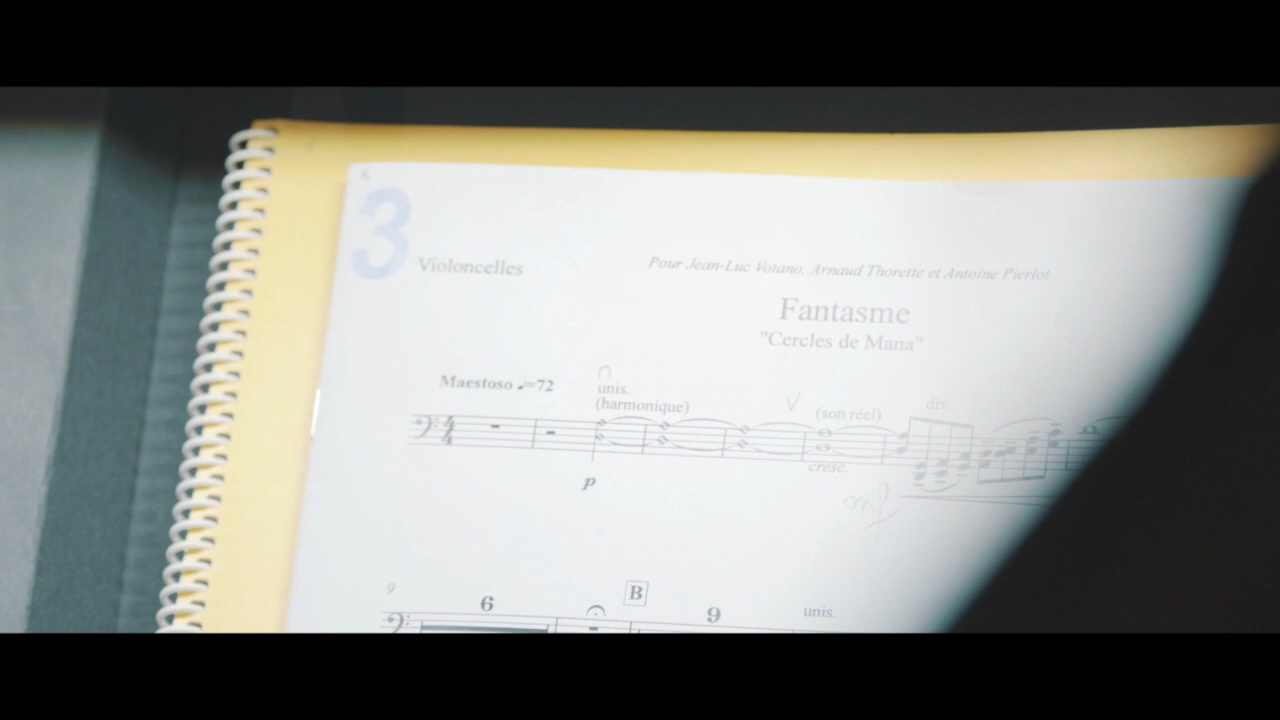 3
Violoncelles
Pour Jean-Luc Votano, Arnaud Thorette et Antoine Pierlot
Fantasme
"Cercles de Mana"
Maestoso ♩=72
unis.
(harmonique)
(son réel)
div.
p
cresc.
mf
9
6
B
9
unis.